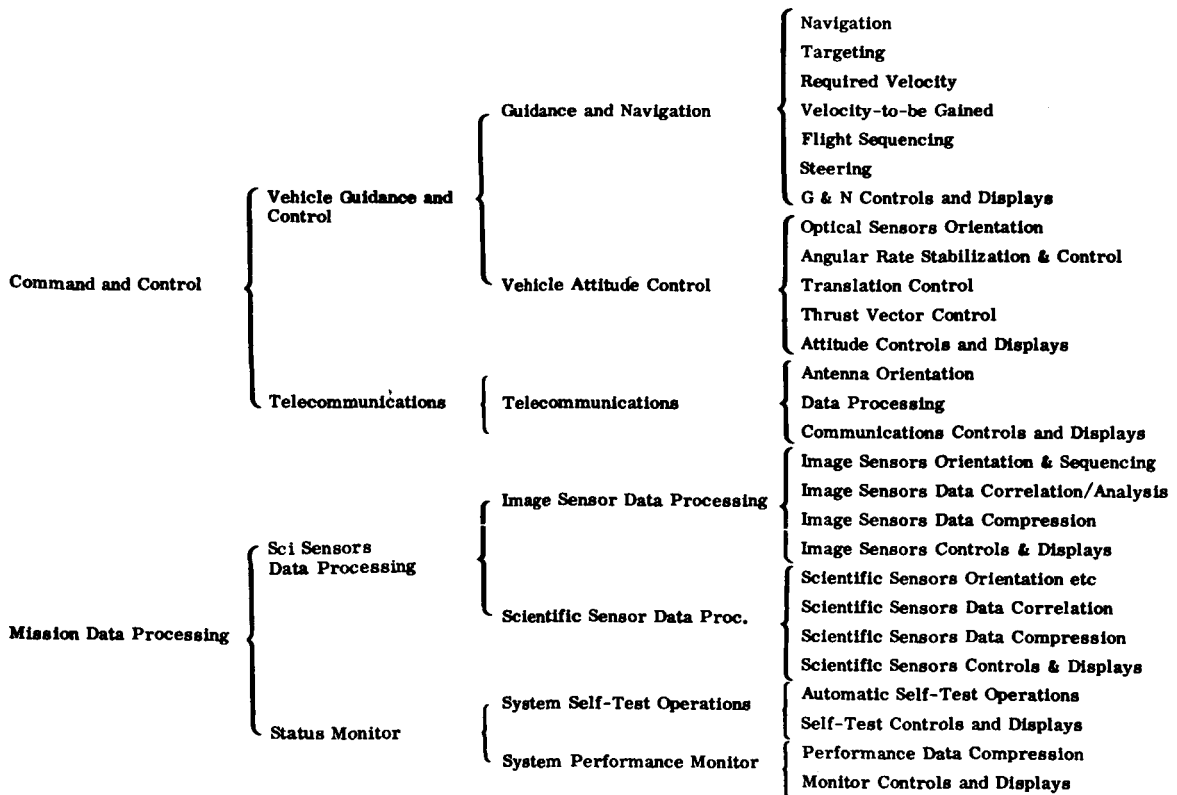 Command and Control
Vehicle Guidance and
Control
Guidance and Navigation
Navigation
Targeting
Required Velocity
Velocity-to-be Gained
Flight Sequencing
Steering
G & N Controls and Displays
Vehicle Attitude Control
Optical Sensors Orientation
Angular Rate Stabilization & Control
Translation Control
Thrust Vector Control
Attitude Controls and Displays
Telecommunications
Telecommunications
Antenna Orientation
Data Processing
Communications Controls and Displays
Mission Data Processing
Sci Sensors
Data Processing
Image Sensor Data Processing
Image Sensors Orientation & Sequencing
Image Sensors Data Correlation/Analysis
Image Sensors Data Compression
Image Sensors Controls & Displays
Scientific Sensor Data Proc.
Scientific Sensors Orientation etc
Scientific Sensors Data Correlation
Scientific Sensors Data Compression
Scientific Sensors Controls & Displays
Status Monitor
System Self-Test Operations
Automatic Self-Test Operations
Self-Test Controls and Displays
System Performance Monitor
Performance Data Compression
Monitor Controls and Displays